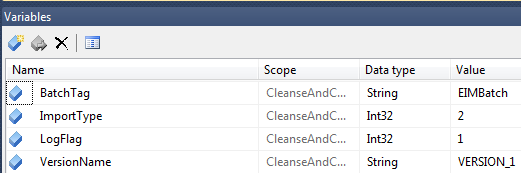 Variables
Name Scope Data type Value
BatchTag CleanseAndC... String EIMBatch
ImportType CleanseAndC... Int32 2
LogFlag CleanseAndC... Int32 1
VersionName CleanseAndC... String VERSION_1